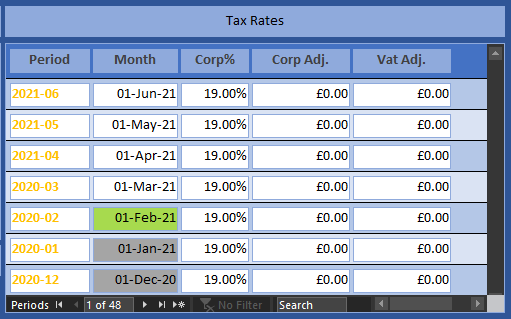 Tax Rates
Period Month Corp% Corp Adj. Vat Adj.
2021-06 01-Jun-21 19.00% £0.00 £0.00
2021-05 01-May-21 19.00% £0.00 £0.00
2021-04 01-Apr-21 19.00% £0.00 £0.00
2020-03 01-Mar-21 19.00% £0.00 £0.00
2020-02 01-Feb-21 19.00% £0.00 £0.00
2020-01 01-Jan-21 19.00% £0.00 £0.00
2020-12 01-Dec-20 19.00% £0.00 £0.00
Periods 1 of 48 No Filter Search